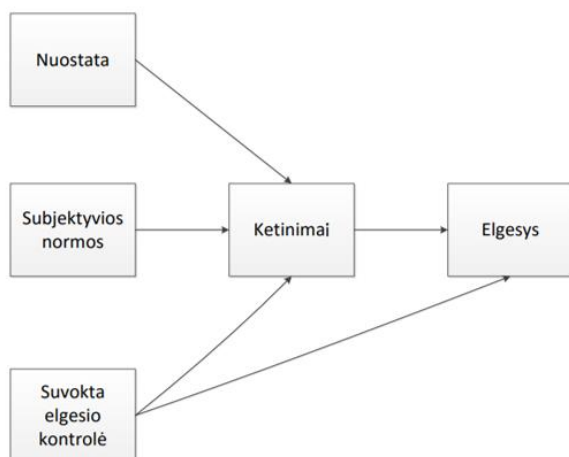 Nuostata
Subjektyvios
normos
Ketinimai
Elgesys
Suvokta
elgesio
kontrolė